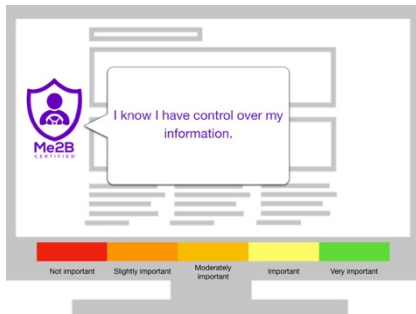 I know I have control over my
information.
Me2B
CERTIFIED
Not important
Slightly important
Moderately
important
Important
Very important